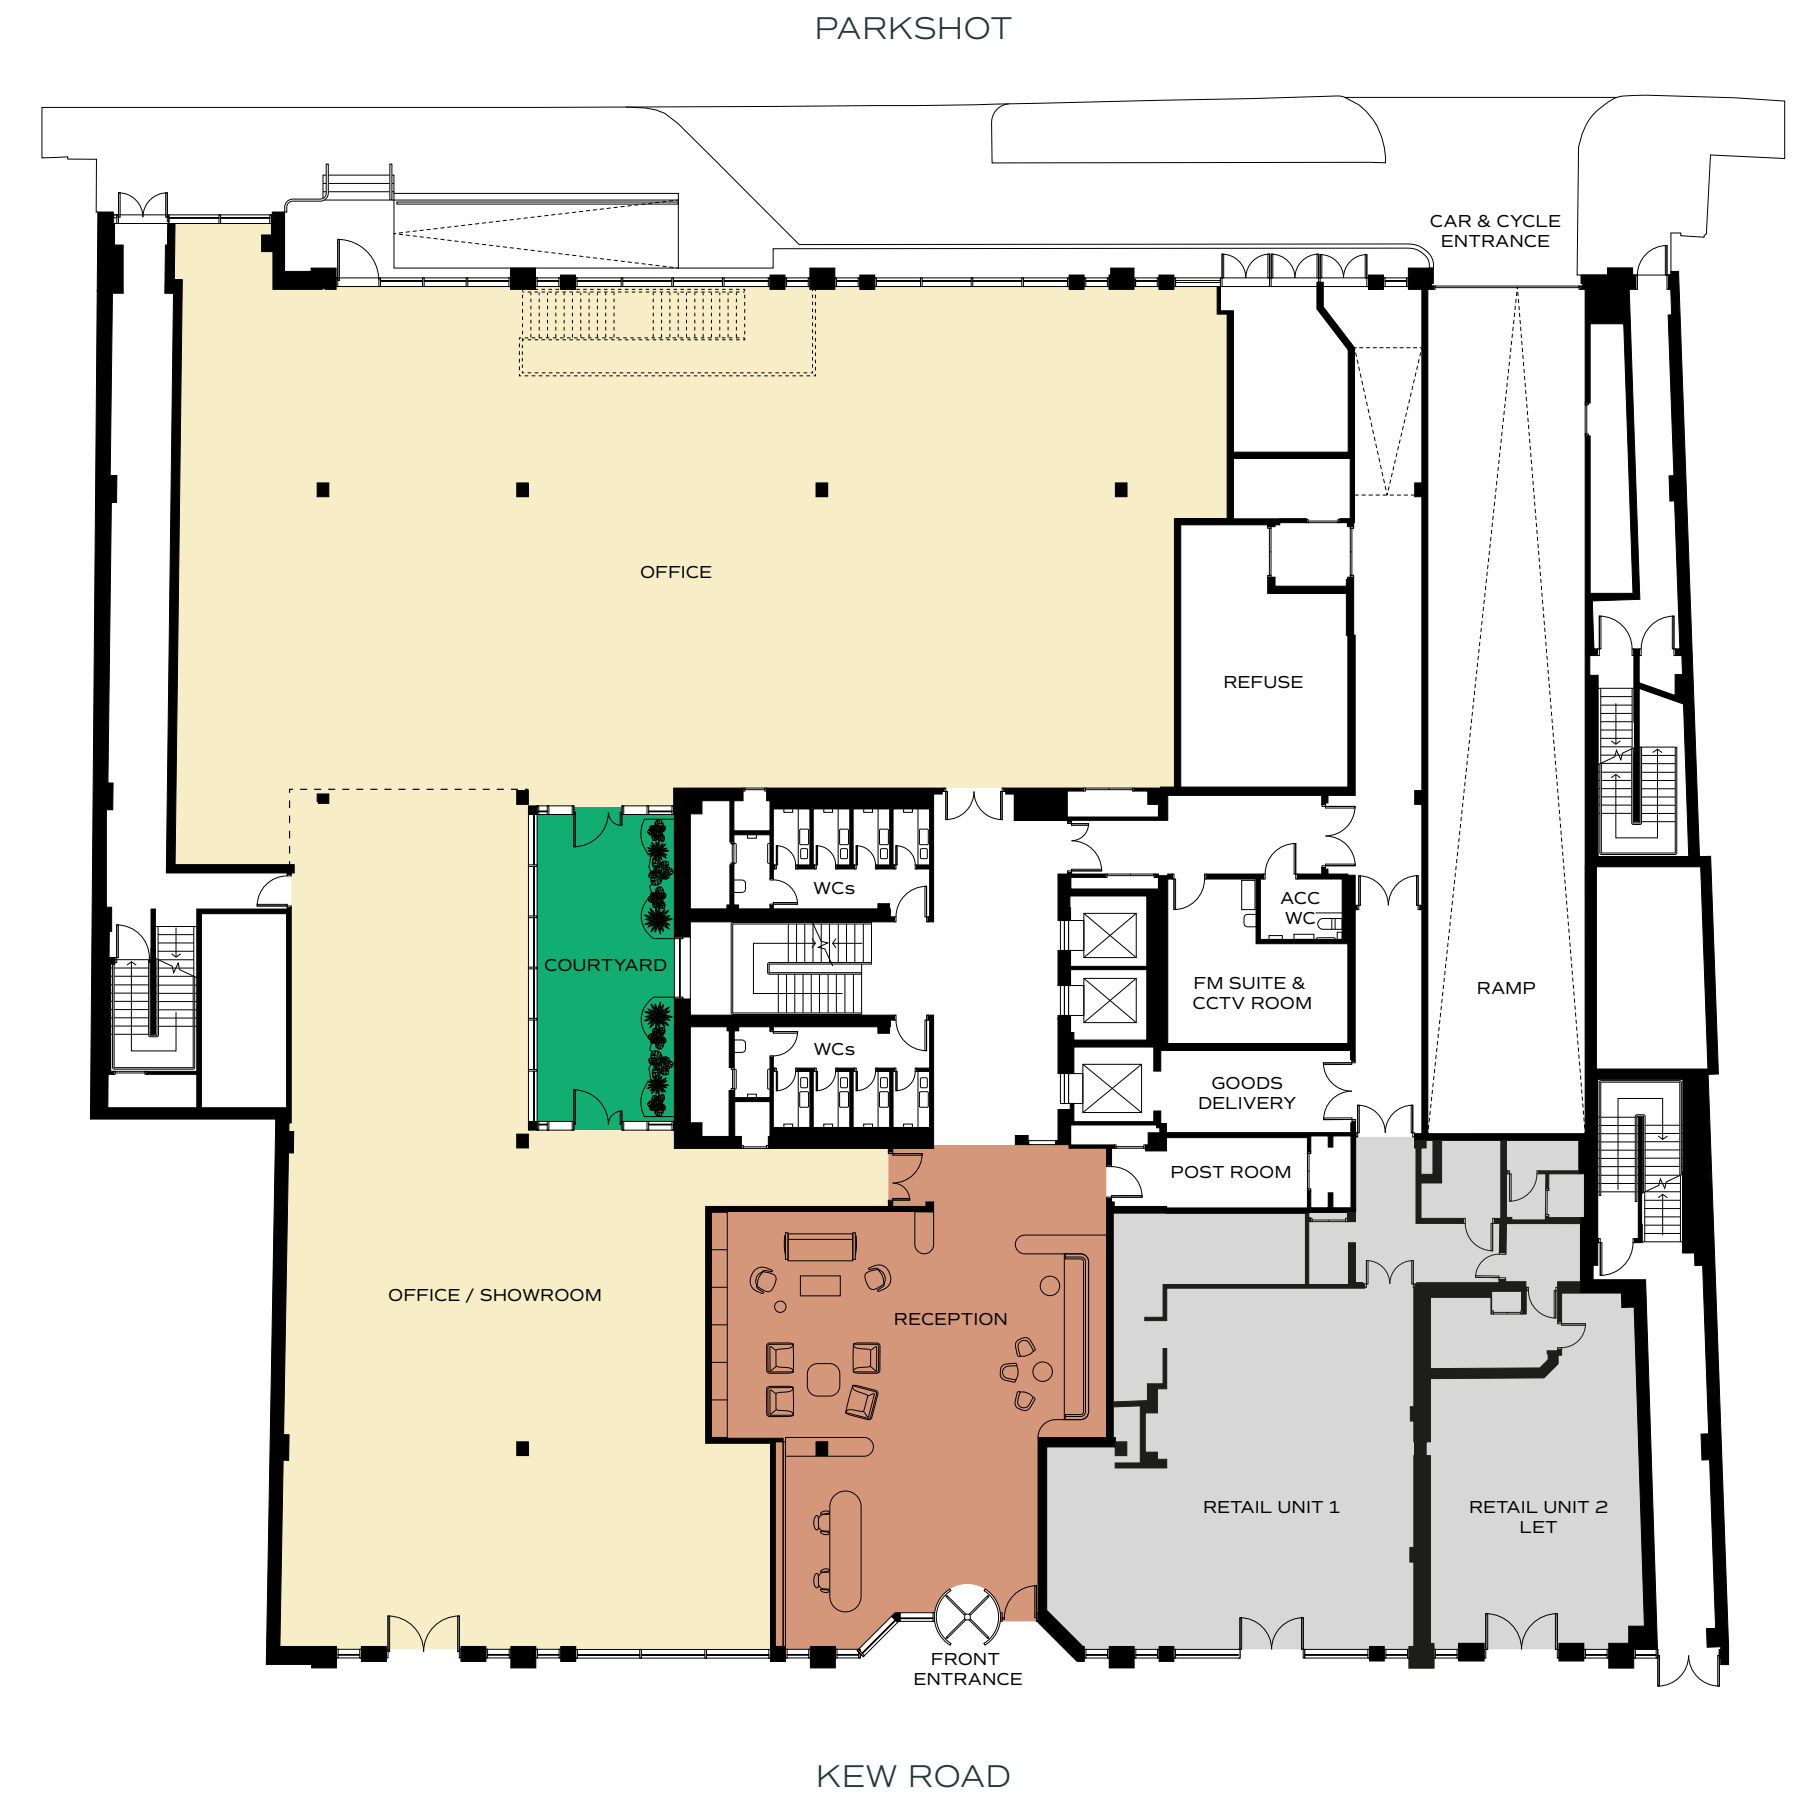 PARKSHOT
CAR & CYCLE
ENTRANCE
OFFICE
REFUSE
WCs
ACC
WC
COURTYARD
FM SUITE &
CCTV ROOM
RAMP
WCs
GOODS
DELIVERY
POST ROOM
OFFICE / SHOWROOM
RECEPTION
RETAIL UNIT 1
RETAIL UNIT 2
LET
FRONT
ENTRANCE
KEW ROAD